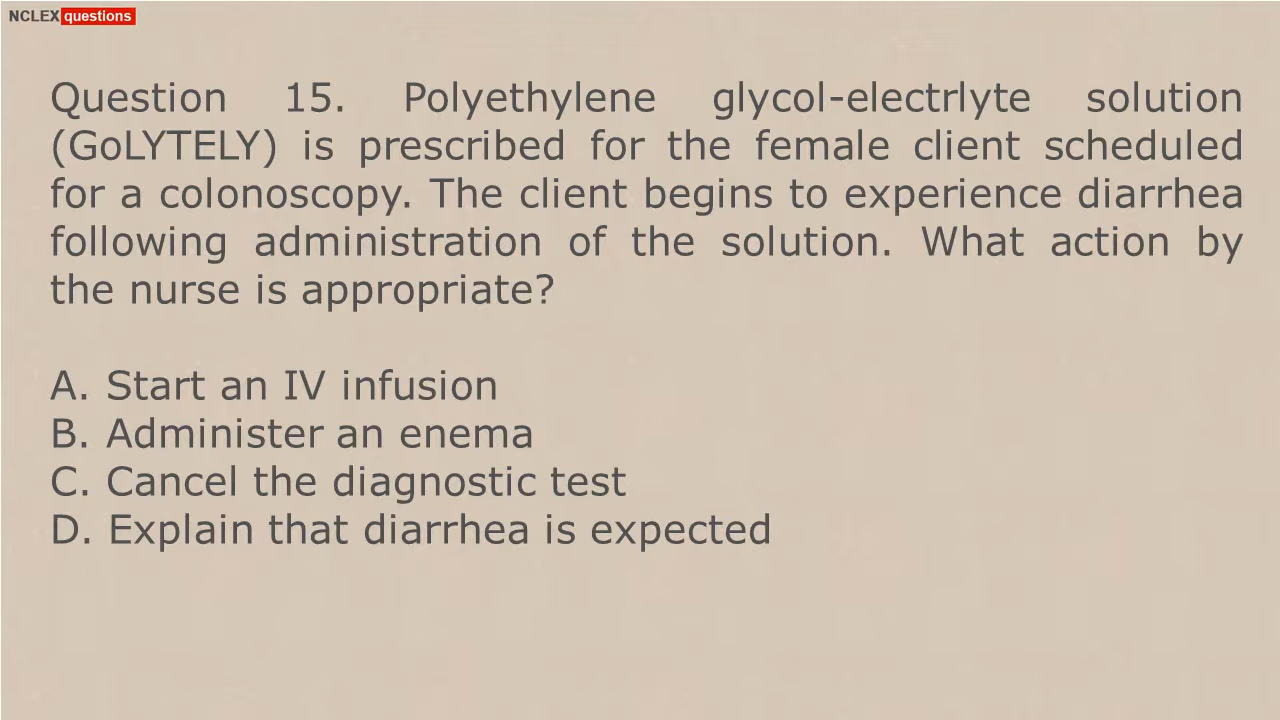 NCLEX questions
Question 15. Polyethylene glycol-electrlyte solution
(GoLYTELY) is prescribed for the female client scheduled
for a colonoscopy. The client begins to experience diarrhea
following administration of the solution. What action by
the nurse is appropriate?
A. Start an IV infusion
B. Administer an enema
C. Cancel the diagnostic test
D. Explain that diarrhea is expected